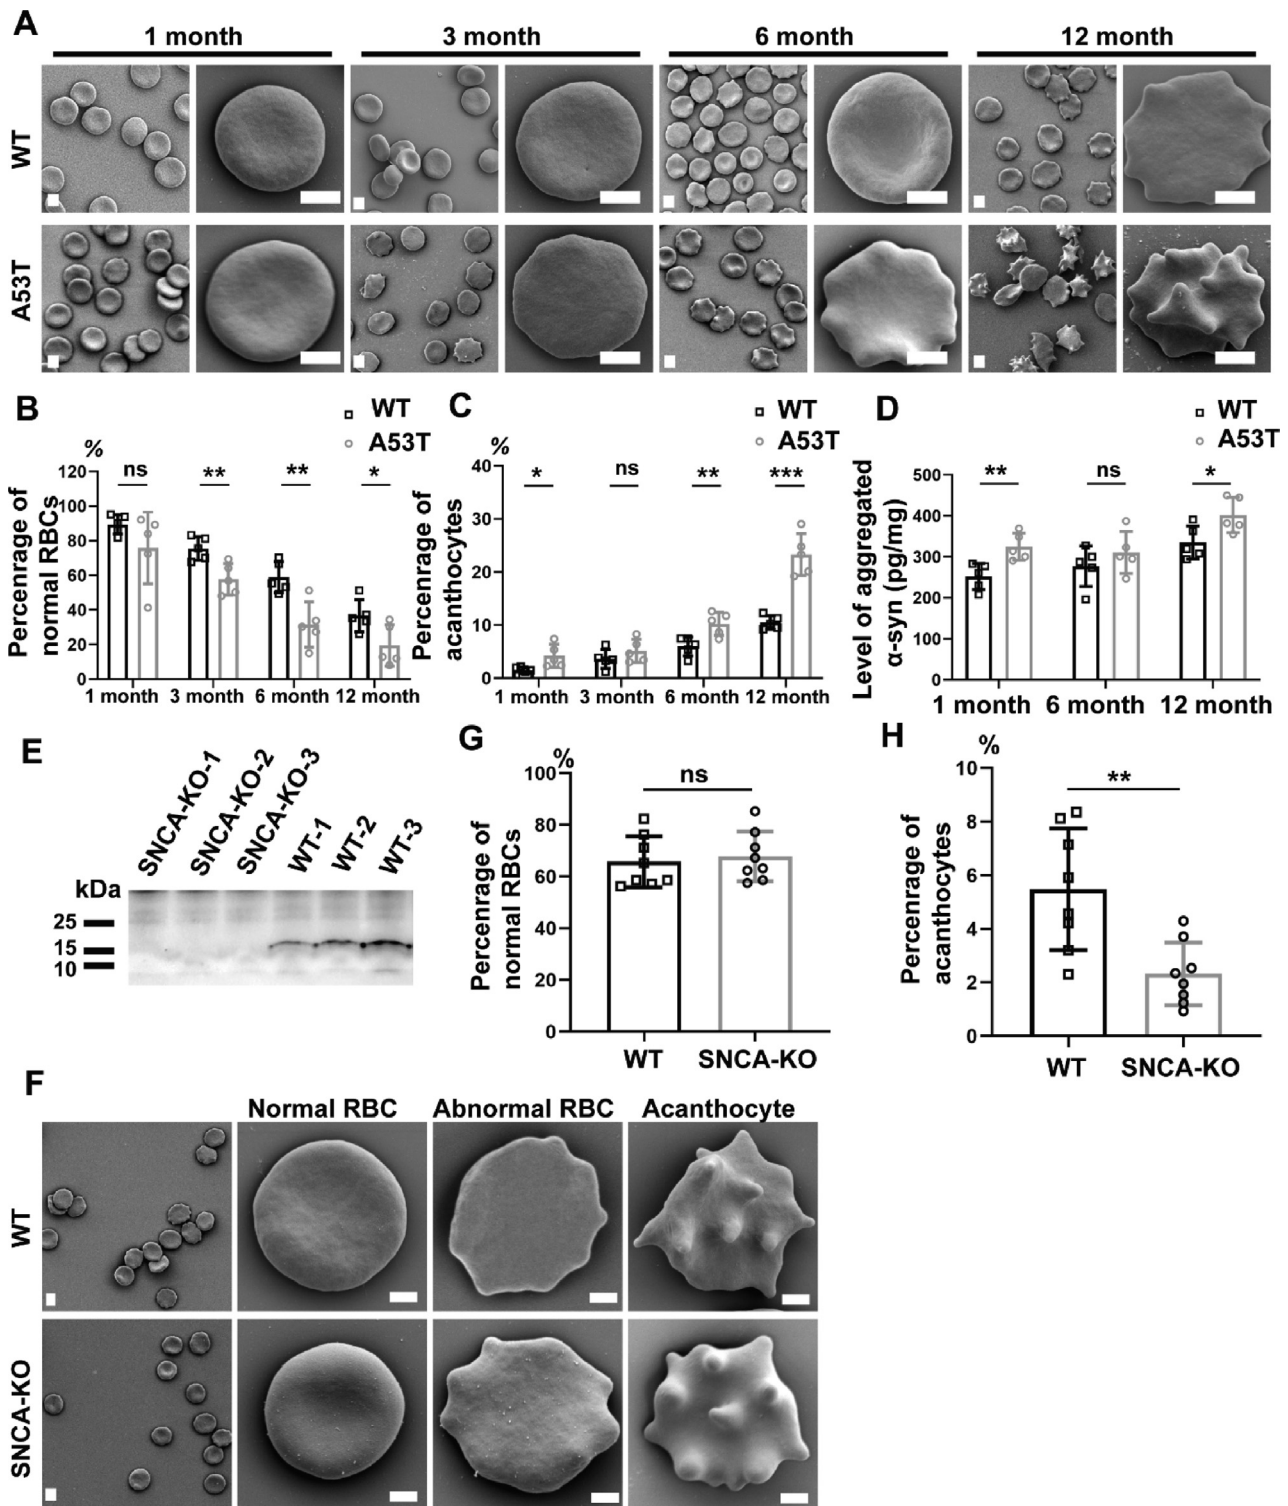 A
1 month 3 month 6 month 12 month
WT
A53T
B
WT
A53T
%
Percenrage of
normal RBCs
120
100
80
60
40
20
0
ns ** ** *
1 month 3 month 6 month 12 month
C
WT
A53T
%
Percenrage of
acanthocytes
40
30
20
10
0
* ns ** ***
1 month 3 month 6 month 12 month
D
WT
A53T
Level of aggregated
α-syn (pg/mg)
500
400
300
200
100
0
** ns *
1 month 6 month 12 month
E
SNCA-KO-1
SNCA-KO-2
SNCA-KO-3
WT-1
WT-2
WT-3
kDa
25
15
10
G
%
Percenrage of
normal RBCs
100
80
60
40
20
0
ns
WT SNCA-KO
H
%
Percenrage of
acanthocytes
10
8
6
4
2
0
**
WT SNCA-KO
F
Normal RBC Abnormal RBC Acanthocyte
WT
SNCA-KO